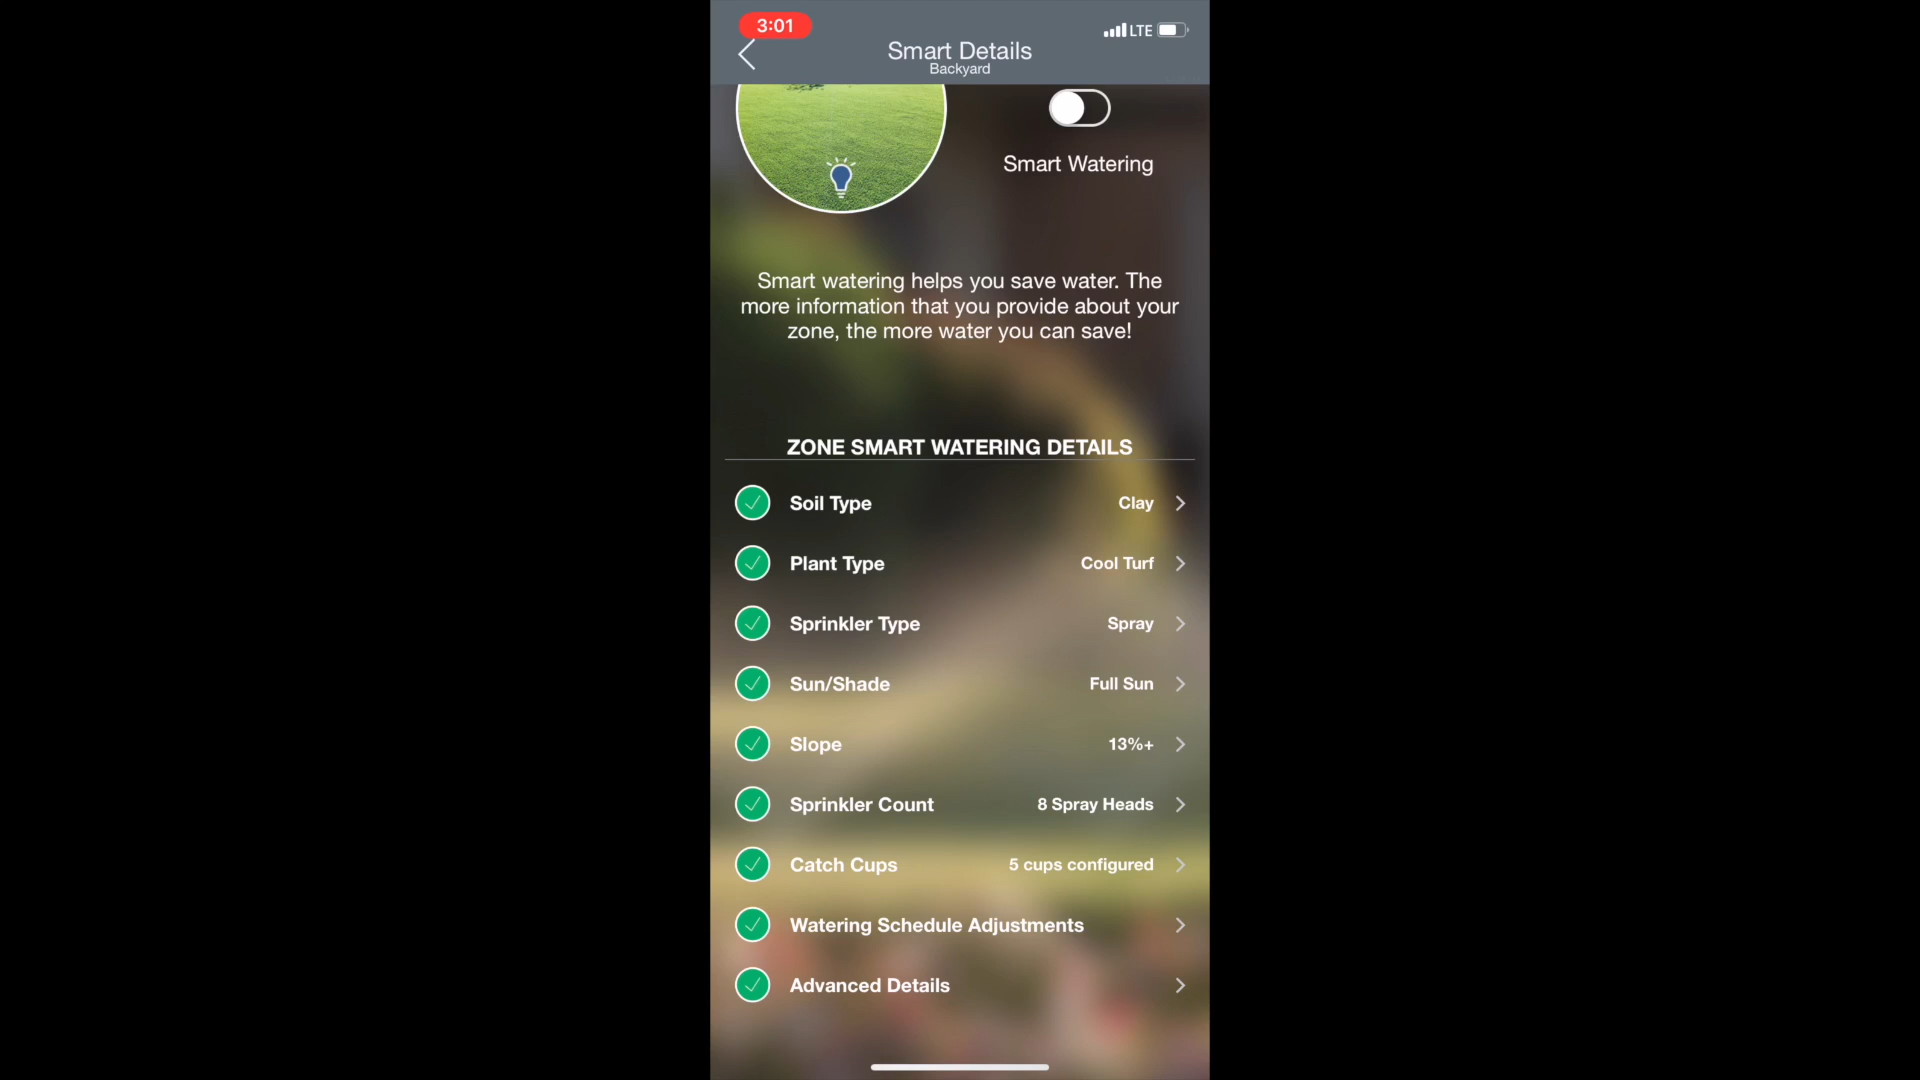 3:01
LTE
Smart Details
Backyard
Smart Watering
Smart watering helps you save water. The
more information that you provide about your
zone, the more water you can save!
ZONE SMART WATERING DETAILS
Soil Type Clay
Plant Type Cool Turf
Sprinkler Type Spray
Sun/Shade Full Sun
Slope 13%+
Sprinkler Count 8 Spray Heads
Catch Cups 5 cups configured
Watering Schedule Adjustments
Advanced Details